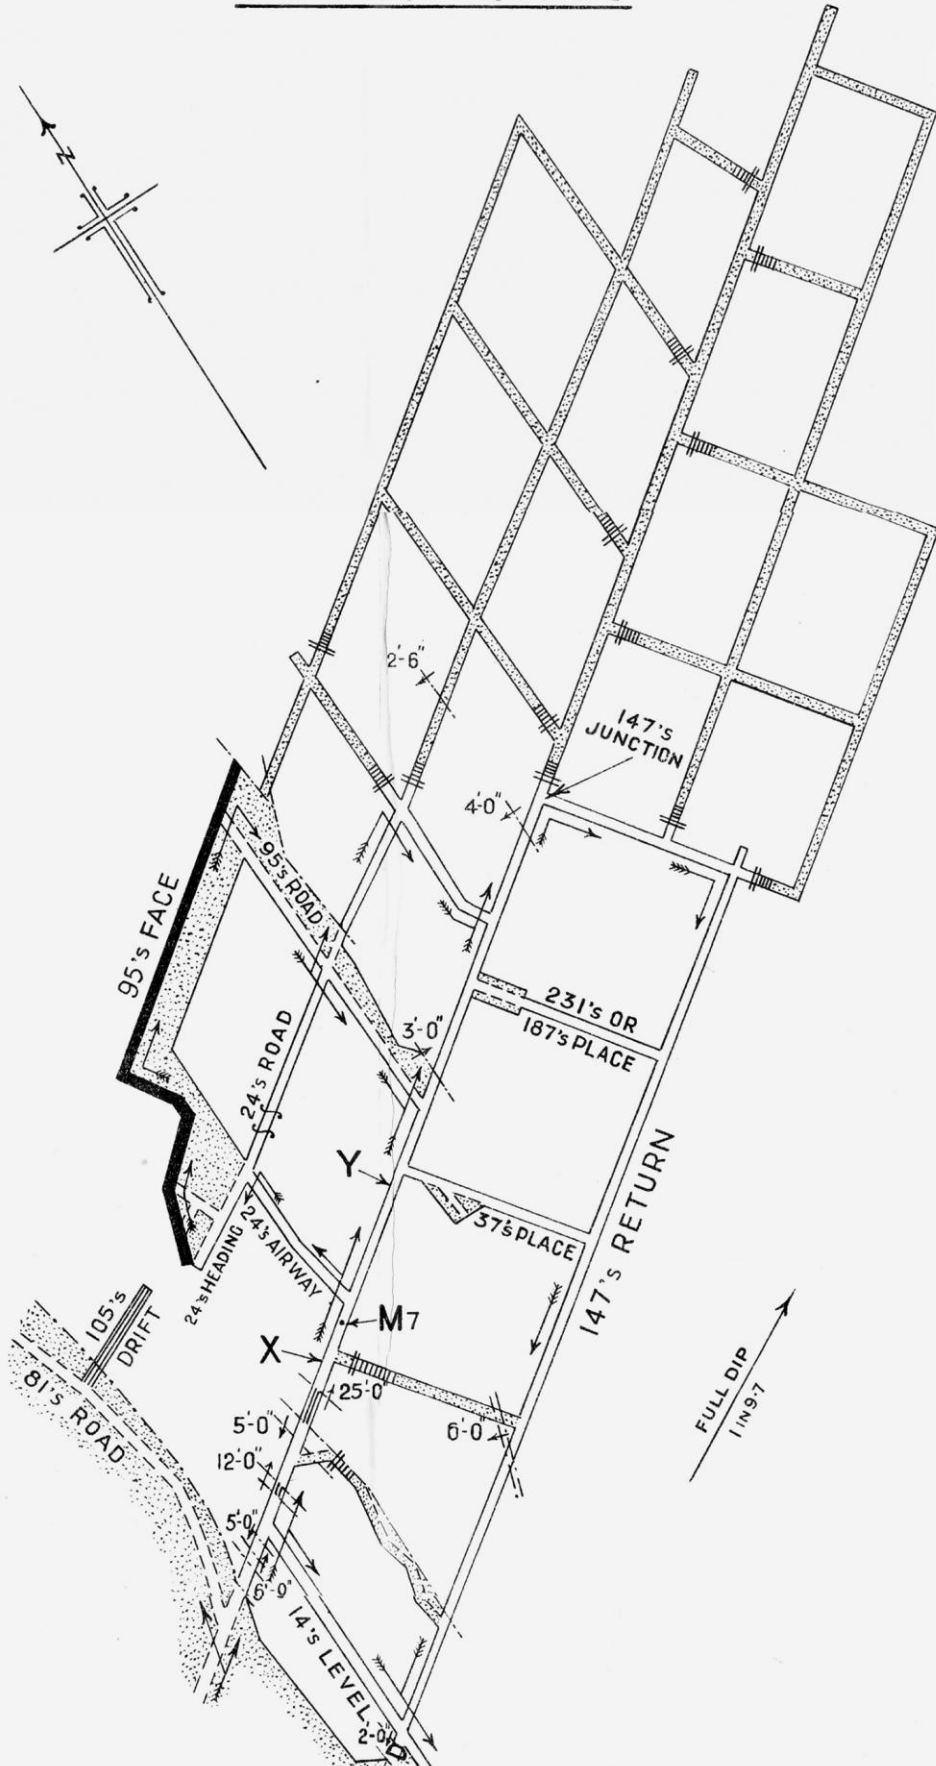 N
2'-6"
147's
JUNCTION
4'-0"
95's ROAD
95's FACE
3'-0"
231's OR
187's PLACE
24's ROAD
Y
37's PLACE
147's RETURN
24's HEADING
24's AIRWAY
M7
X
105's
DRIFT
81's ROAD
25'-0"
5'-0"
6'-0"
12'-0"
5'-0"
14's LEVEL
2'-0"
FULL DIP
1 IN 9·7